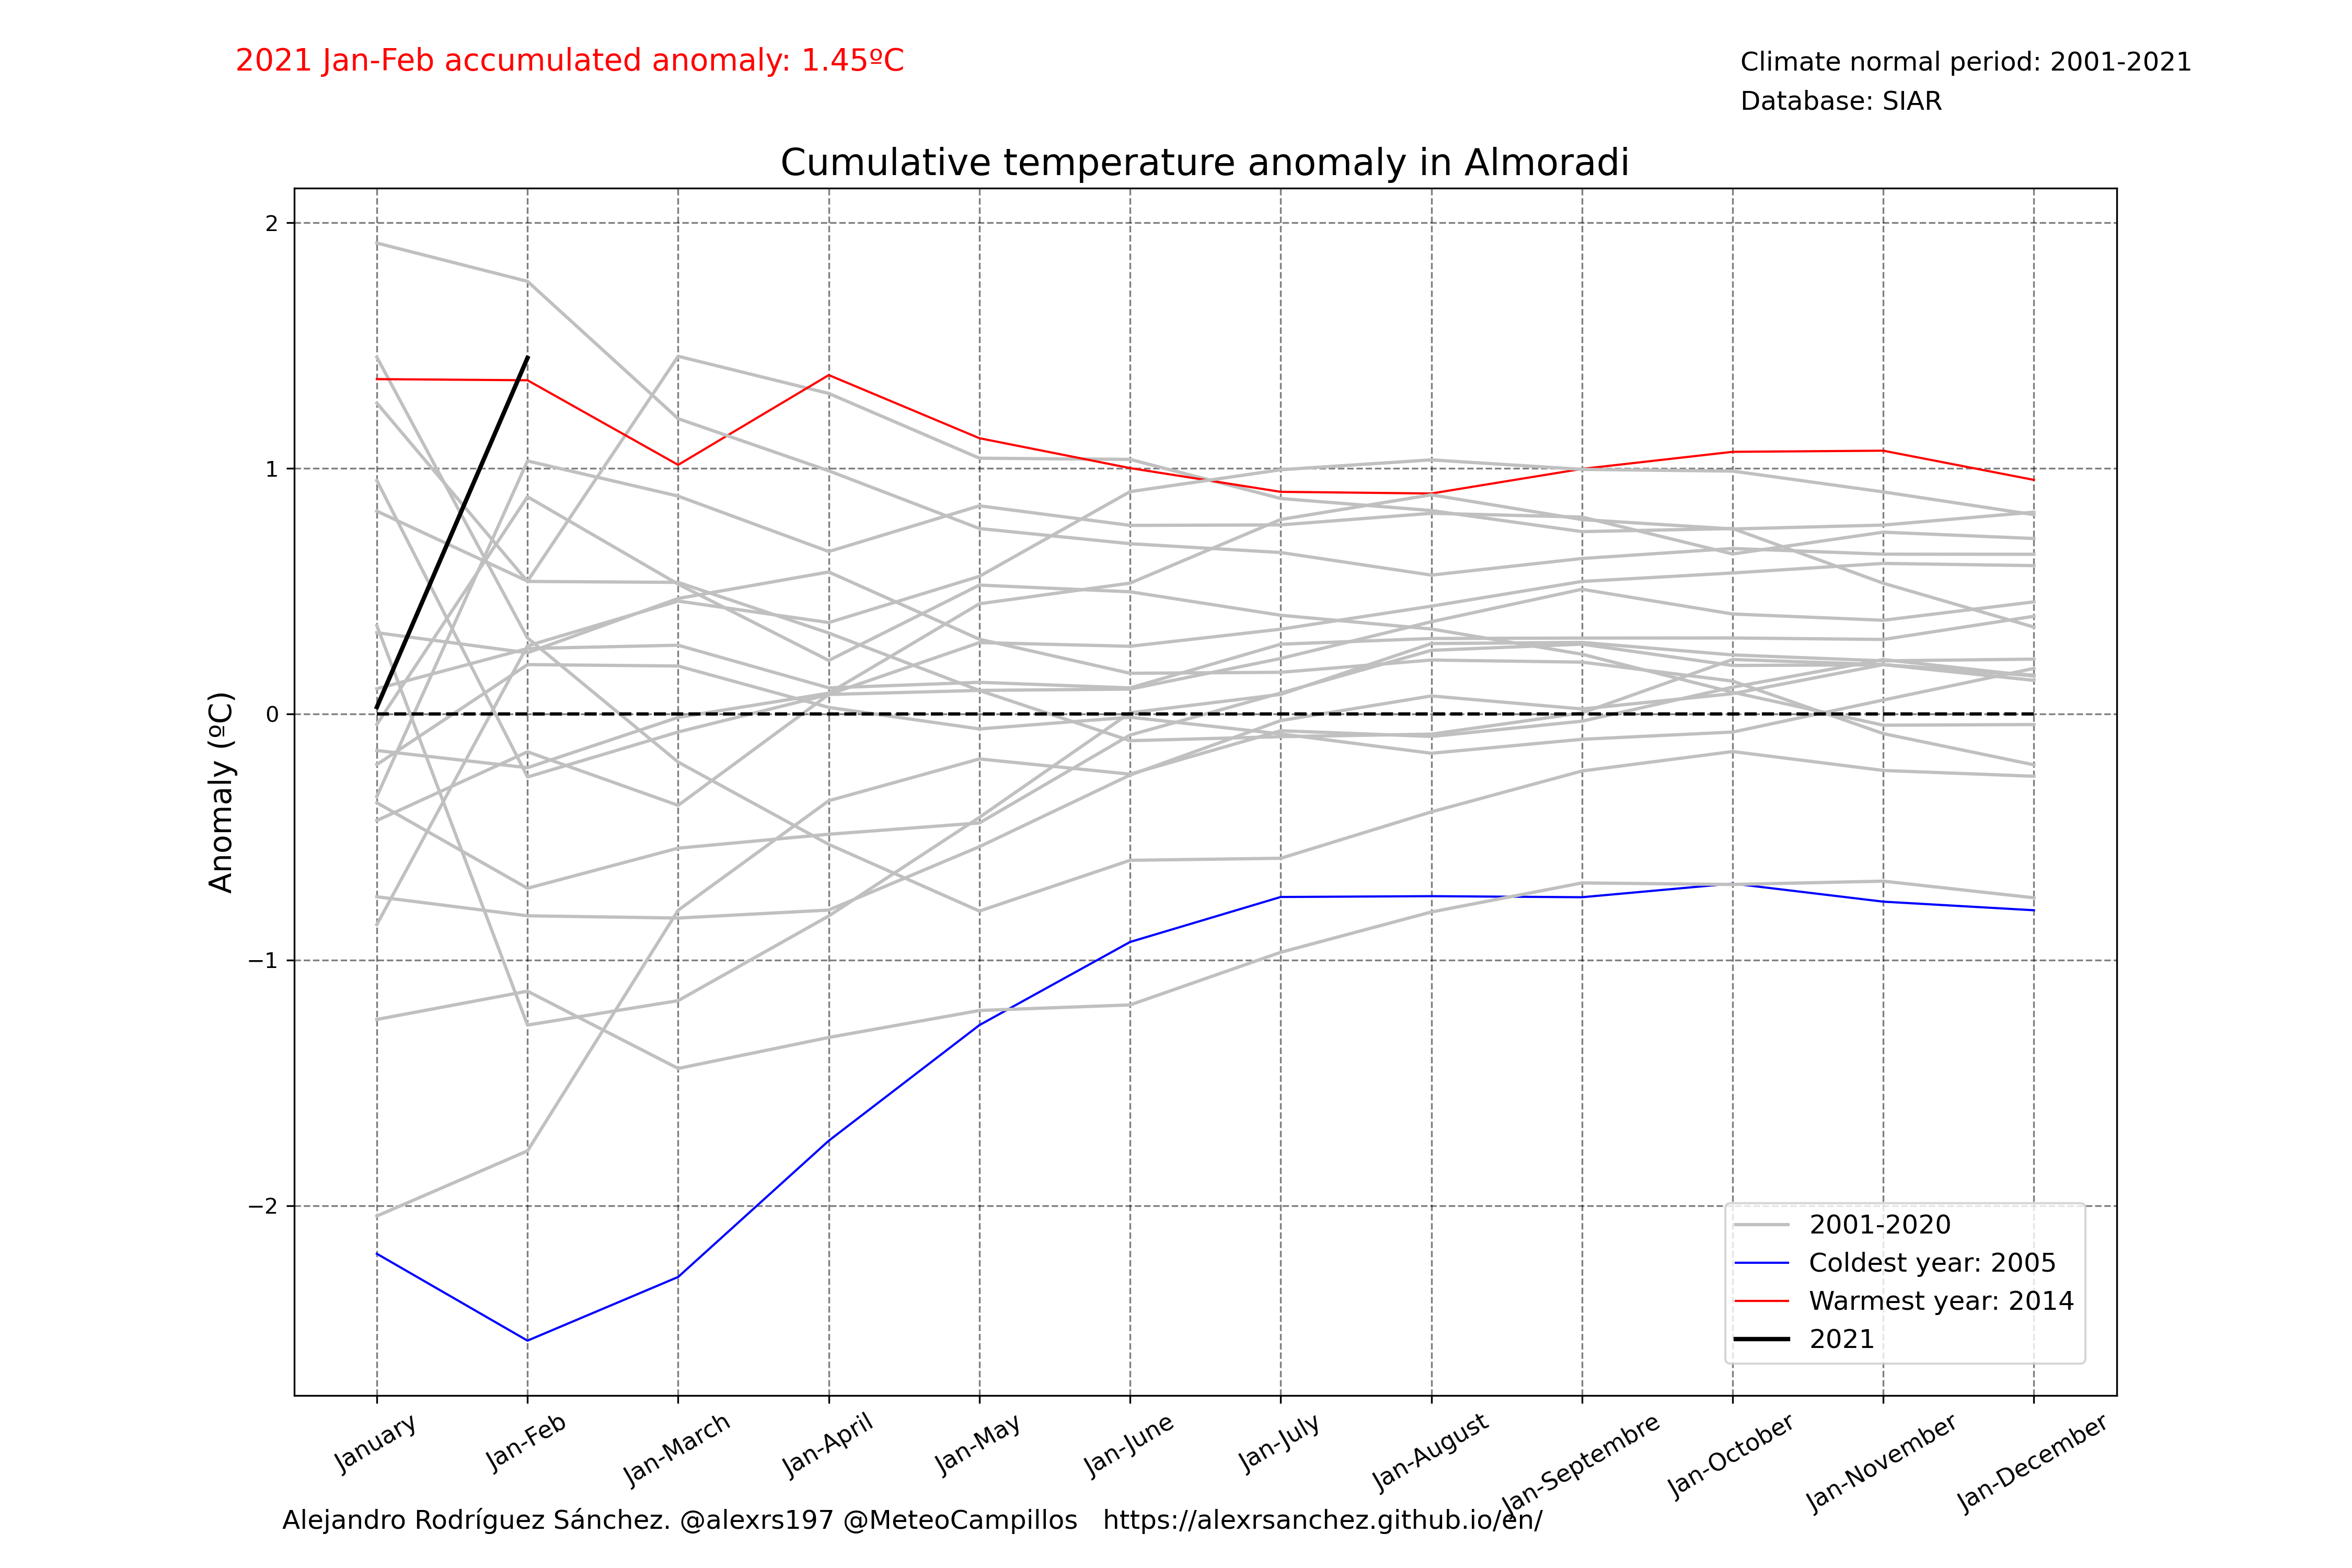 2021 Jan-Feb accumulated anomaly: 1.45ºC
Climate normal period: 2001-2021
Database: SIAR
Cumulative temperature anomaly in Almoradi
Anomaly (ºC)
2
1
0
−1
−2
2001-2020
Coldest year: 2005
Warmest year: 2014
2021
January
Jan-Feb
Jan-March
Jan-April
Jan-May
Jan-June
Jan-July
Jan-August
Jan-Septembre
Jan-October
Jan-November
Jan-December
Alejandro Rodríguez Sánchez. @alexrs197 @MeteoCampillos https://alexrsanchez.github.io/en/